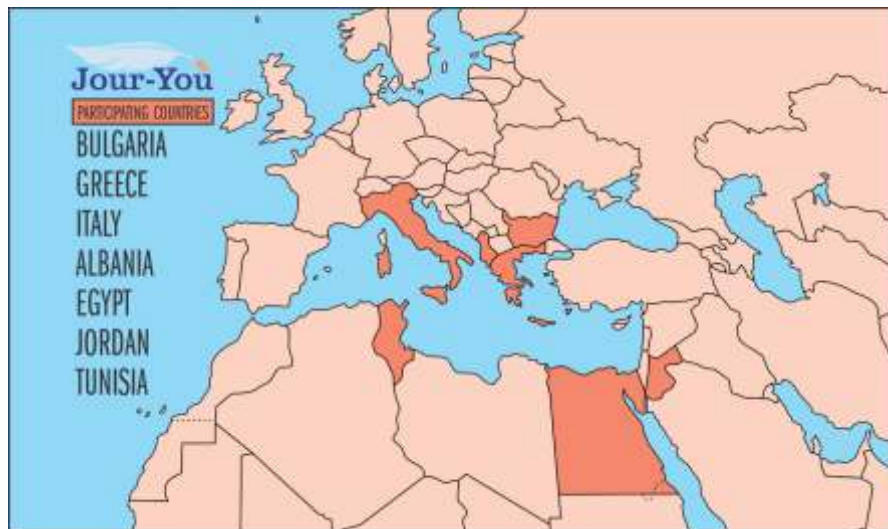 Jour-You
PARTICIPATING COUNTRIES
BULGARIA
GREECE
ITALY
ALBANIA
EGYPT
JORDAN
TUNISIA